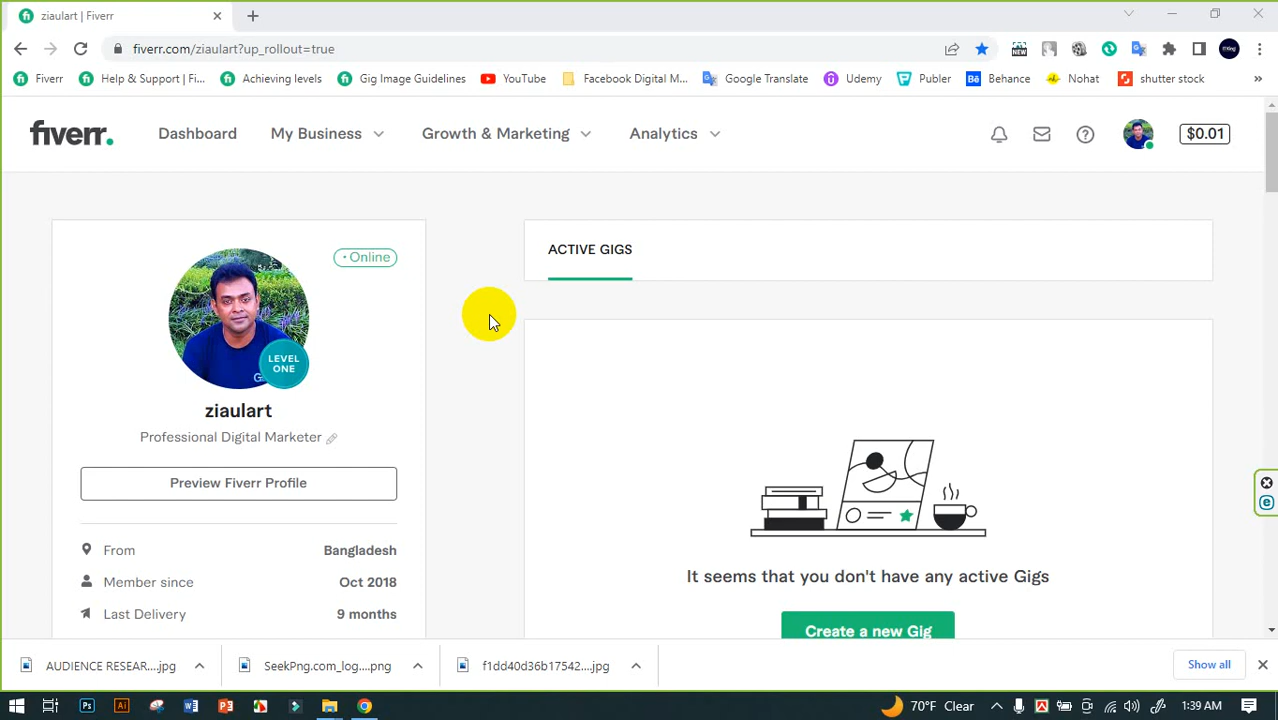 ziaulart | Fiverr
fiverr.com/ziaulart?up_rollout=true
NEW
Fiverr
Help & Support | Fi...
Achieving levels
Gig Image Guidelines
YouTube
Facebook Digital M...
Google Translate
Udemy
Publer
Behance
Nohat
shutter stock
»
fiverr.
Dashboard
My Business
Growth & Marketing
Analytics
$0.01
• Online
LEVEL
ONE
ziaulart
Professional Digital Marketer
Preview Fiverr Profile
From Bangladesh
Member since Oct 2018
Last Delivery 9 months
ACTIVE GIGS
It seems that you don't have any active Gigs
Create a new Gig
AUDIENCE RESEAR....jpg
SeekPng.com_log....png
f1dd40d36b17542....jpg
Show all
70°F Clear
1:39 AM